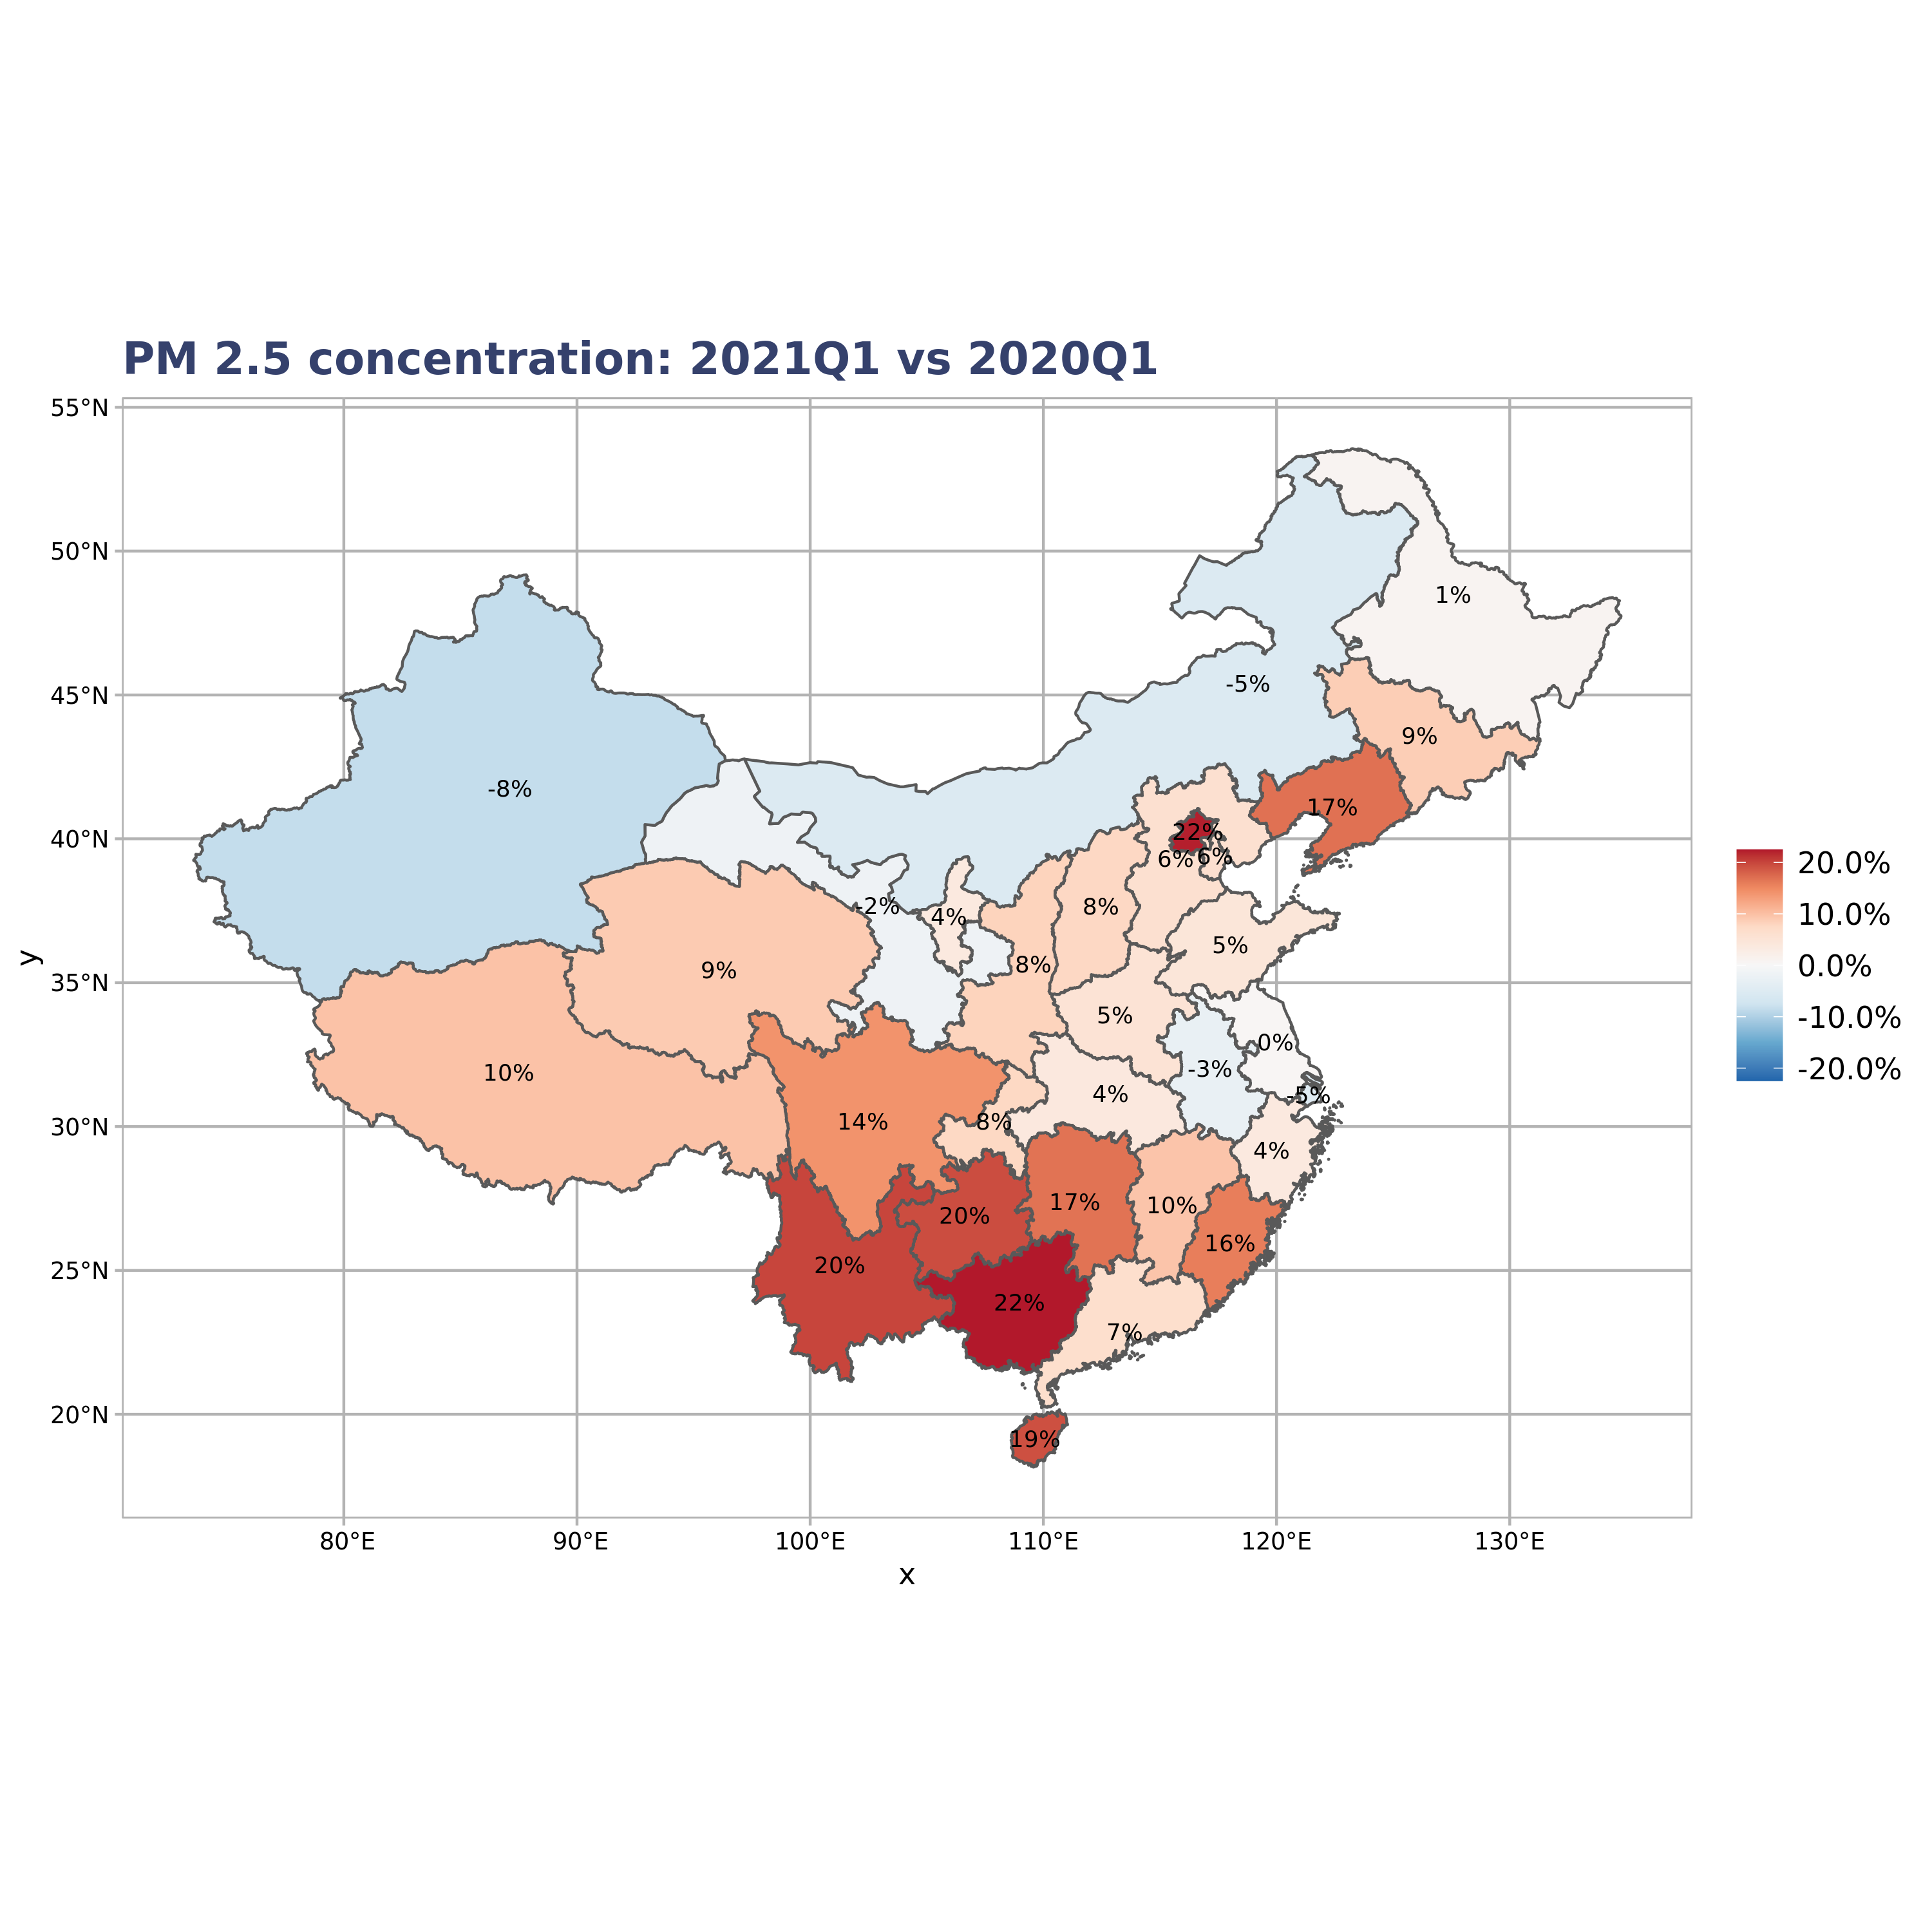 PM 2.5 concentration: 2021Q1 vs 2020Q1
55°N
50°N
45°N
40°N
35°N
30°N
25°N
20°N
y
1%
-5%
9%
-8%
17%
22%
6%
6%
-2%
4%
8%
5%
9%
8%
5%
0%
10%
-3%
4%
-5%
14%
8%
4%
17%
10%
20%
16%
20%
22%
7%
19%
80°E
90°E
100°E
110°E
120°E
130°E
x
20.0%
10.0%
0.0%
-10.0%
-20.0%